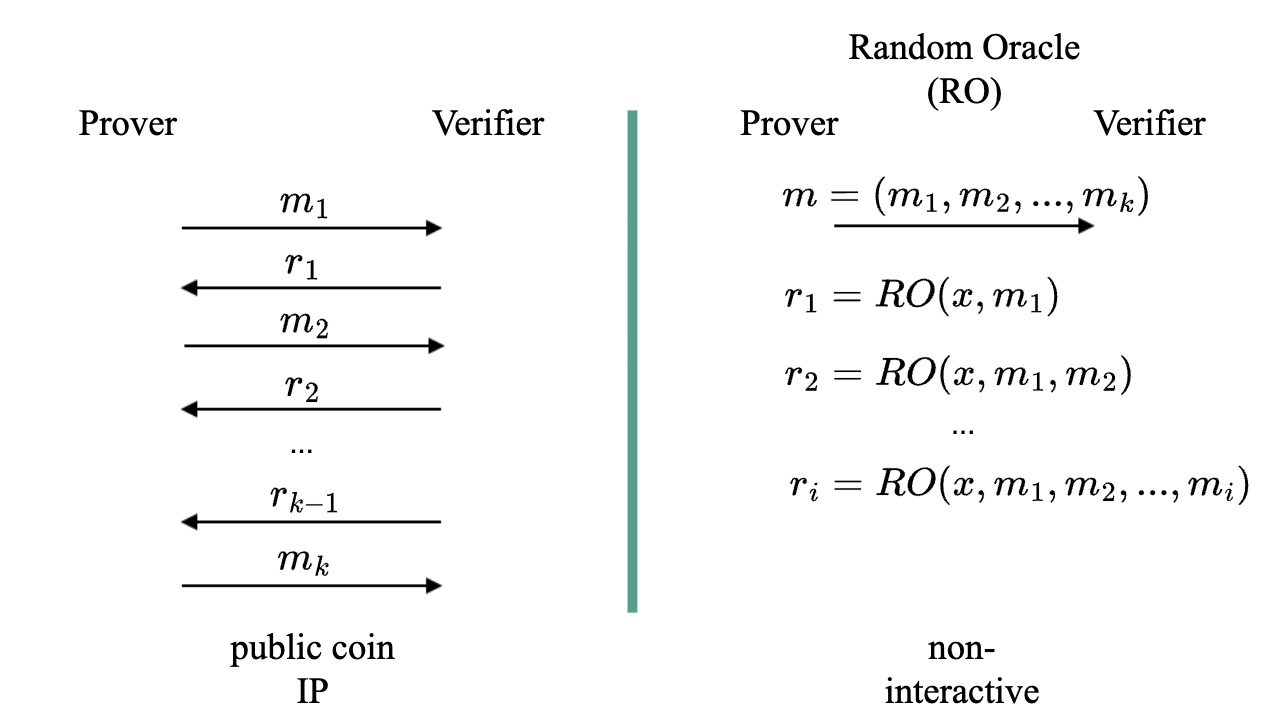 Prover Verifier
m_1
r_1
m_2
r_2
...
r_{k-1}
m_k
public coin
IP
Random Oracle
(RO)
Prover Verifier
m = (m_1, m_2, ..., m_k)
r_1 = RO(x, m_1)
r_2 = RO(x, m_1, m_2)
...
r_i = RO(x, m_1, m_2, ..., m_i)
non-
interactive